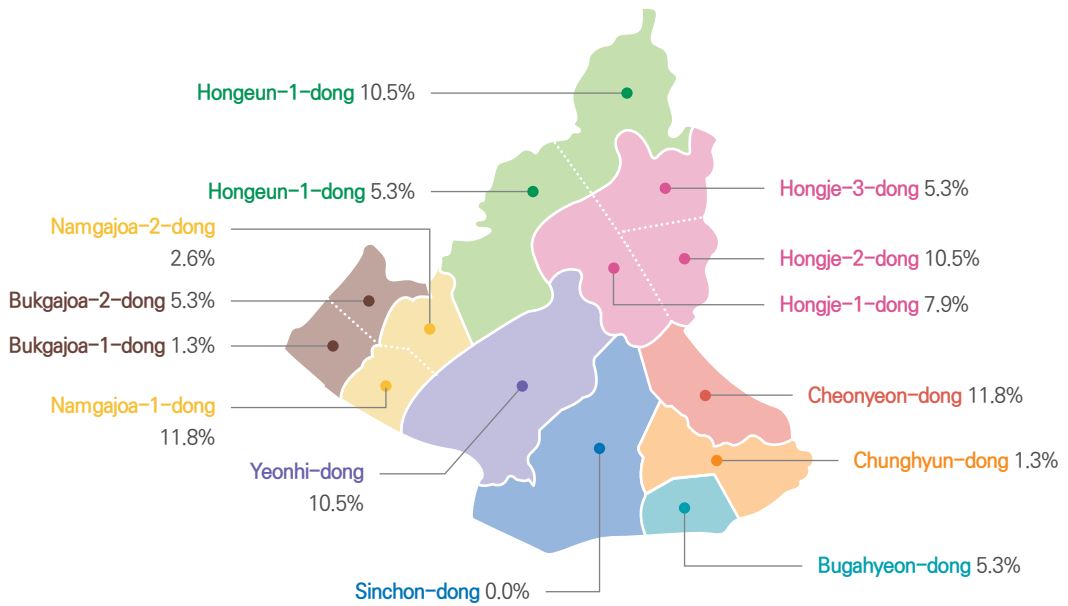 Hongeun-1-dong 10.5%
Hongeun-1-dong 5.3%
Namgajoa-2-dong
2.6%
Bukgajoa-2-dong 5.3%
Bukgajoa-1-dong 1.3%
Namgajoa-1-dong
11.8%
Yeonhi-dong
10.5%
Sinchon-dong 0.0%
Hongje-3-dong 5.3%
Hongje-2-dong 10.5%
Hongje-1-dong 7.9%
Cheonyeon-dong 11.8%
Chunghyun-dong 1.3%
Bugahyeon-dong 5.3%